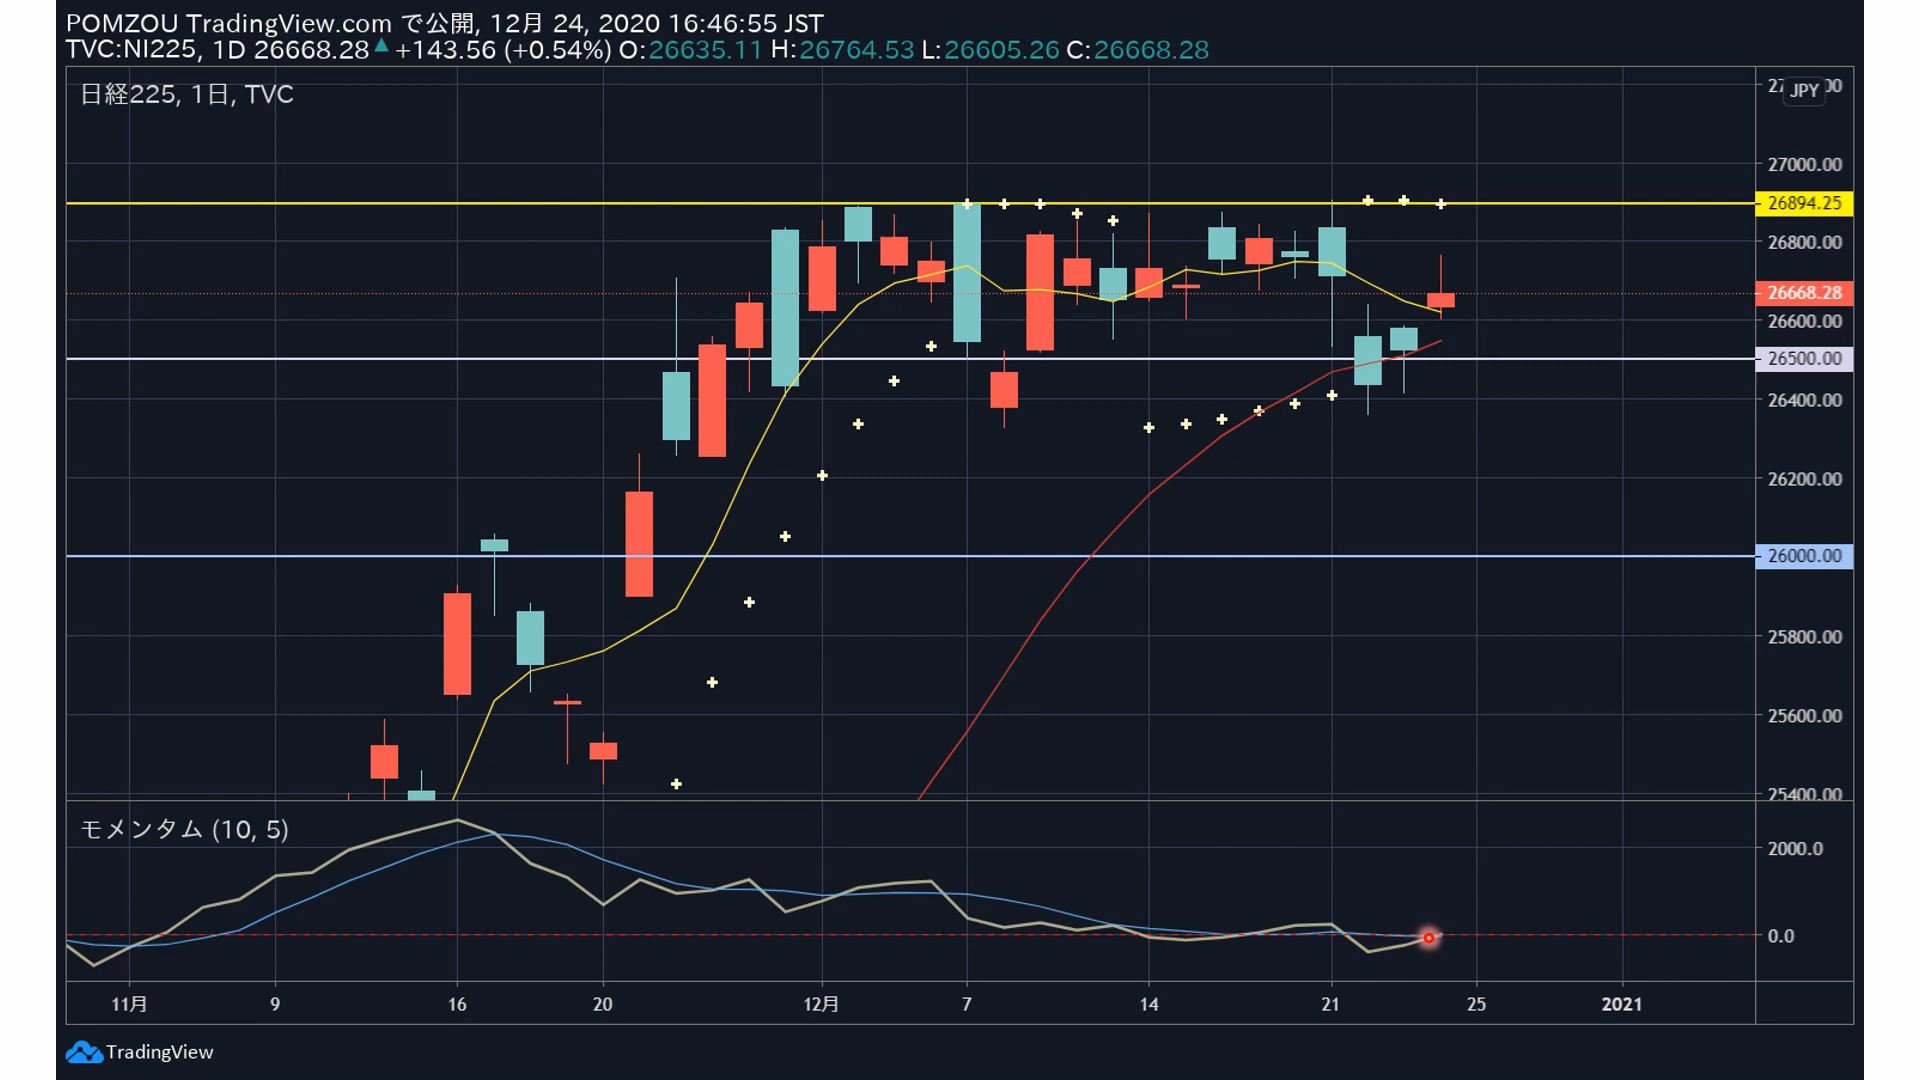 POMZOU TradingView.com で公開, 12月 24, 2020 16:46:55 JST
TVC:NI225, 1D 26668.28 ▲ +143.56 (+0.54%) O:26635.11 H:26764.53 L:26605.26 C:26668.28
日経225, 1日, TVC
JPY
27000.00
26894.25
26800.00
26668.28
26600.00
26500.00
26400.00
26200.00
26000.00
25800.00
25600.00
25400.00
モメンタム (10, 5)
2000.0
0.0
11月 9 16 20 12月 7 14 21 25 2021
TradingView